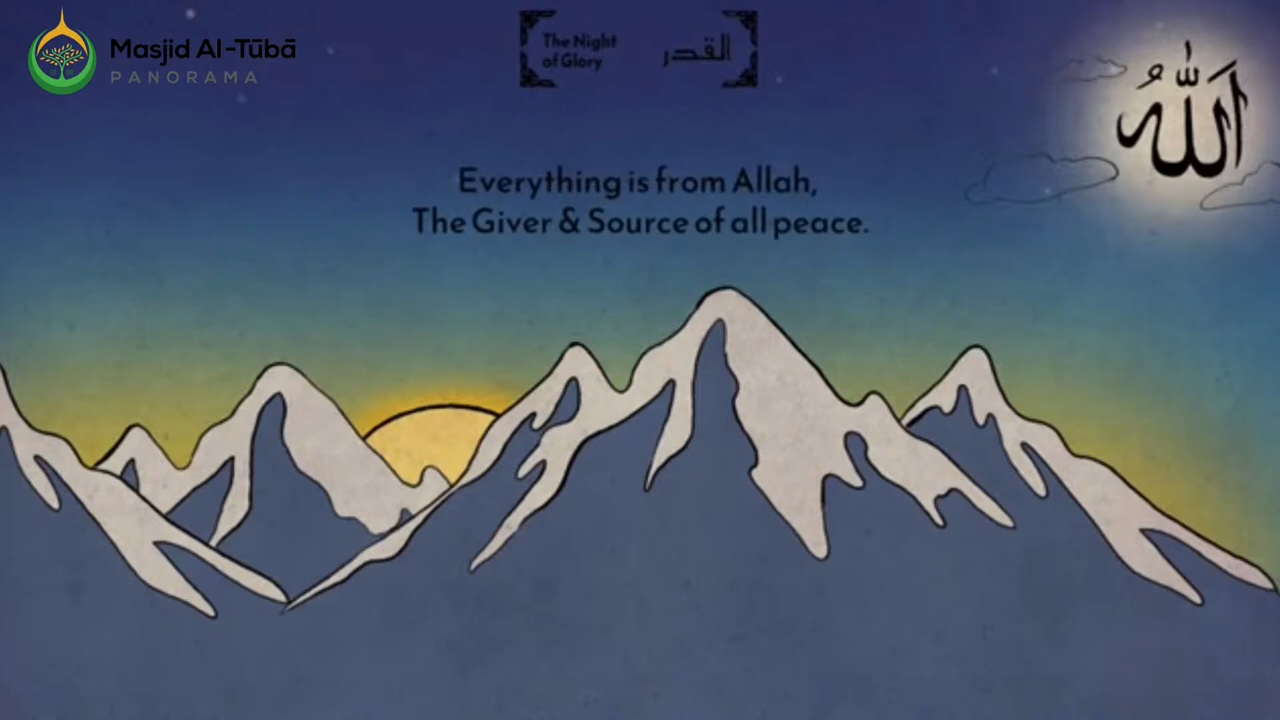 Masjid Al-Tūbā
PANORAMA
The Night
of Glory
القدر
الله
Everything is from Allah,
The Giver & Source of all peace.